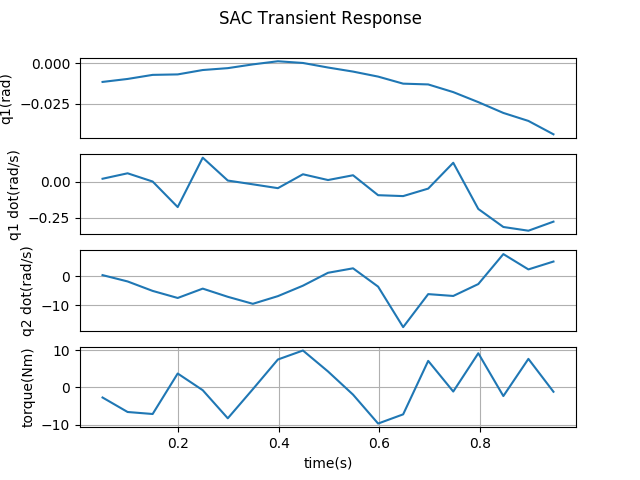 SAC Transient Response
0.000
−0.025
q1(rad)
0.00
−0.25
q1 dot(rad/s)
0
−10
q2 dot(rad/s)
10
0
−10
torque(Nm)
0.2 0.4 0.6 0.8
time(s)